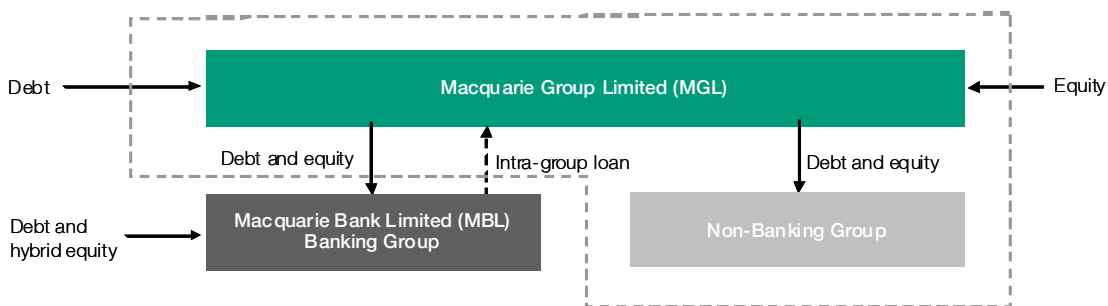 Macquarie Group Limited (MGL)
Debt
Equity
Debt and equity
Intra-group loan
Debt and equity
Macquarie Bank Limited (MBL)
Banking Group
Debt and
hybrid equity
Non-Banking Group